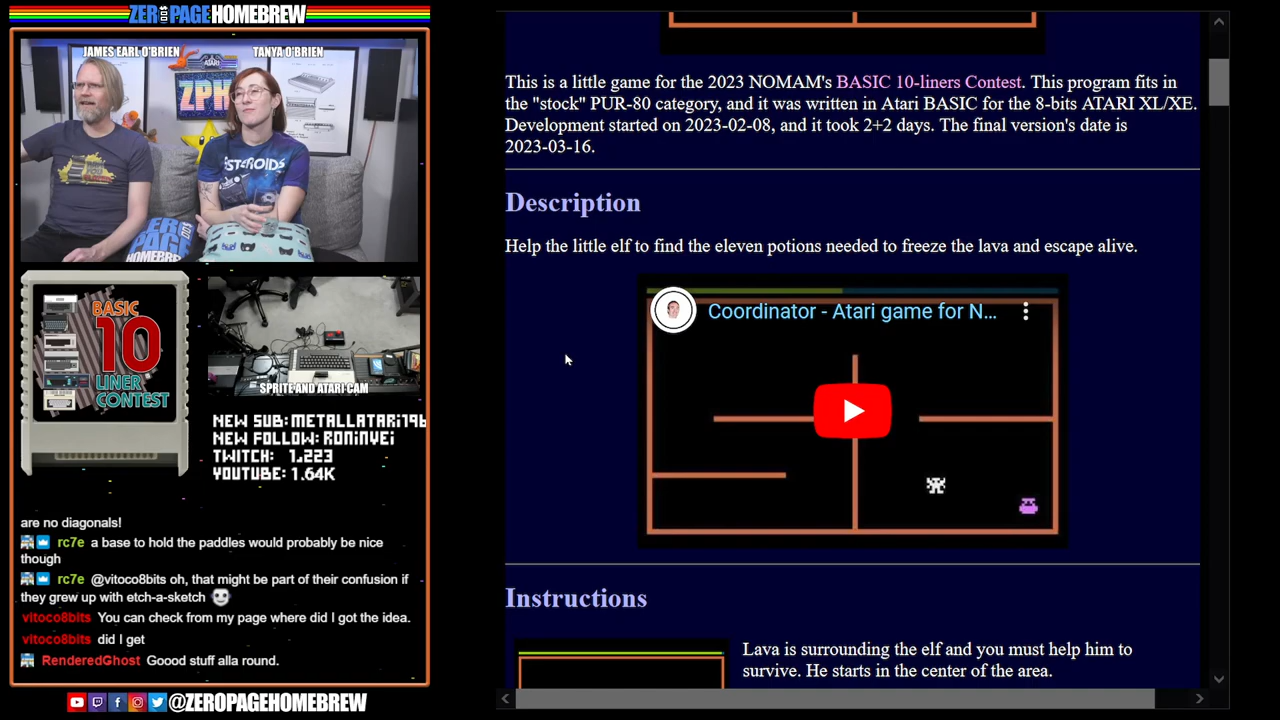 ZERO PAGE HOMEBREW
JAMES EARL O'BRIEN
TANYA O'BRIEN
ATARI
ZPH
ASTEROIDS
ZERO
PAGE
HOMEBREW
BASIC
10
LINER
CONTEST
SPRITE AND ATARI CAM
NEW SUB: METALLATARI196
NEW FOLLOW: RONINVEI
TWITCH: 1,223
YOUTUBE: 1.64K
are no diagonals!
rc7e a base to hold the paddles would probably be nice
though
rc7e @vitoco8bits oh, that might be part of their confusion if
they grew up with etch-a-sketch
vitoco8bits You can check from my page where did I got the idea.
vitoco8bits did I get
RenderedGhost Goood stuff alla round.
@ZEROPAGEHOMEBREW
This is a little game for the 2023 NOMAM's BASIC 10-liners Contest. This program fits in
the "stock" PUR-80 category, and it was written in Atari BASIC for the 8-bits ATARI XL/XE.
Development started on 2023-02-08, and it took 2+2 days. The final version's date is
2023-03-16.
Description
Help the little elf to find the eleven potions needed to freeze the lava and escape alive.
Coordinator - Atari game for N...
Instructions
Lava is surrounding the elf and you must help him to
survive. He starts in the center of the area.